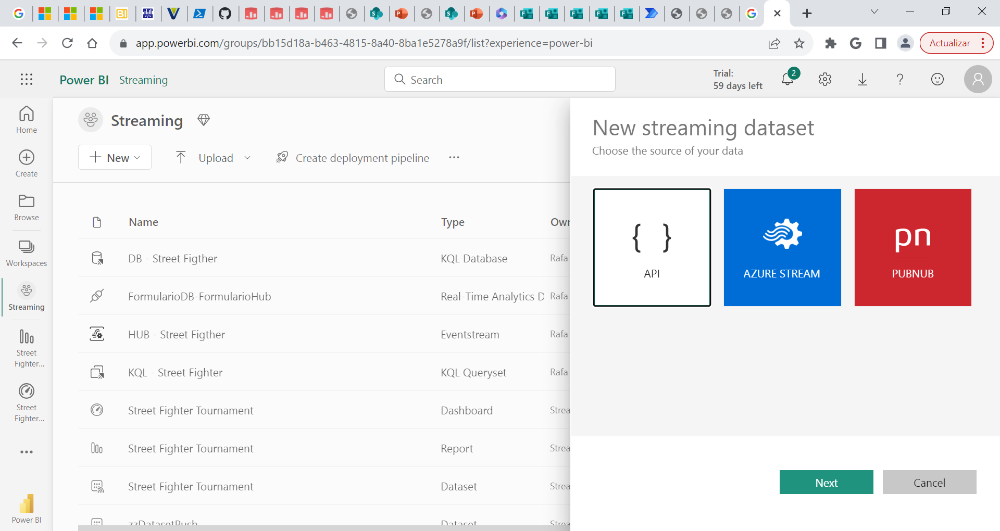 app.powerbi.com/groups/bb15d18a-b463-4815-8a40-8ba1e5278a9f/list?experience=power-bi
Actualizar
Power BI Streaming
Search
Trial:
59 days left
2
Home
Create
Browse
Workspaces
Streaming
Street
Fighter...
Street
Fighter...
Power BI
Streaming
New
Upload
Create deployment pipeline
Name Type Owr
DB - Street Figther KQL Database Rafa
FormularioDB-FormularioHub Real-Time Analytics D Rafa
HUB - Street Figther Eventstream Rafa
KQL - Street Fighter KQL Queryset Rafa
Street Fighter Tournament Dashboard Strea
Street Fighter Tournament Report Strea
Street Fighter Tournament Dataset Strea
zzDatasetPush Dataset Strea
New streaming dataset
Choose the source of your data
{ }
API
AZURE STREAM
pn
PUBNUB
Next
Cancel